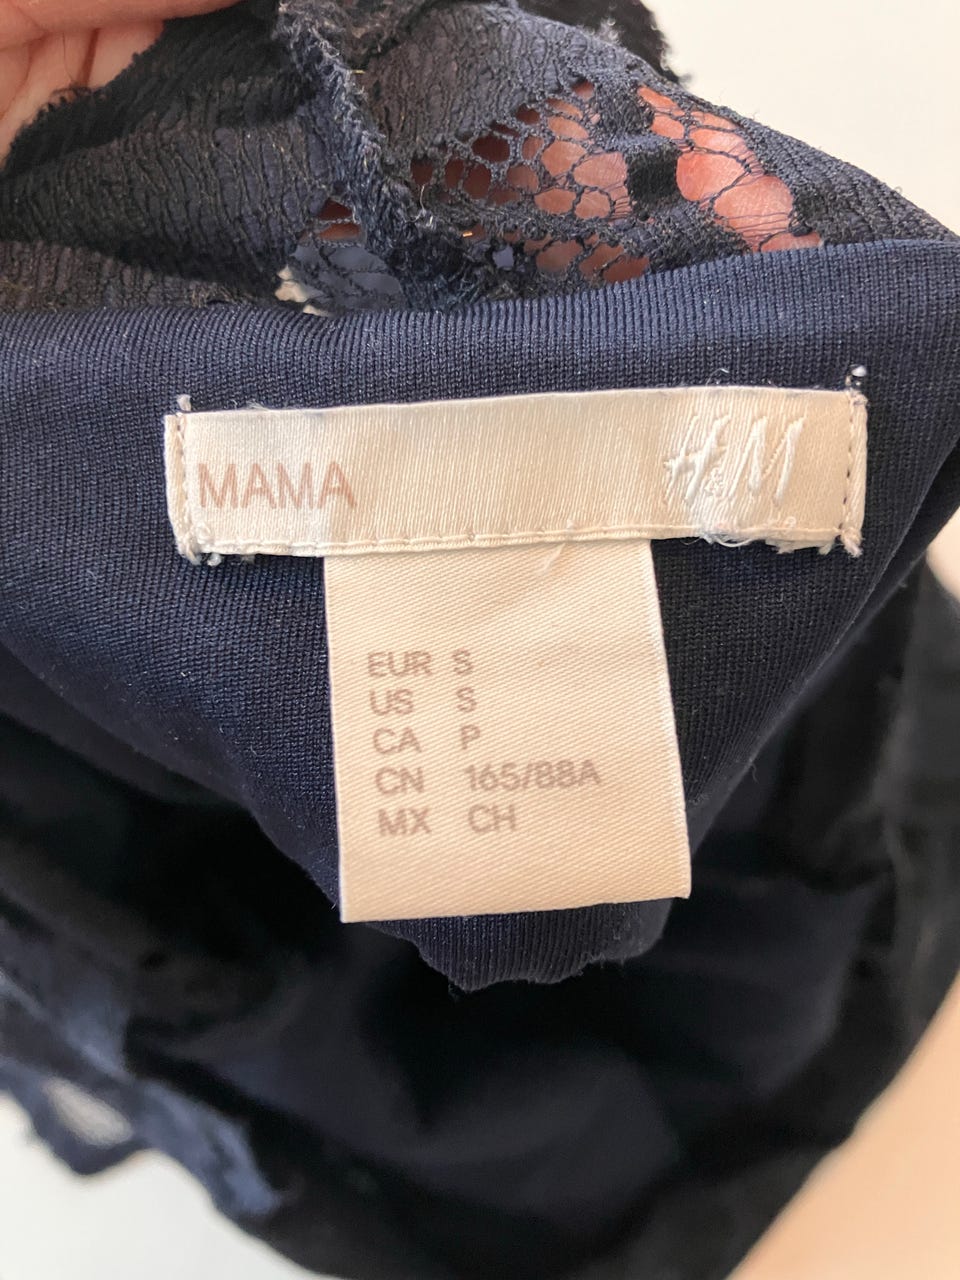 MAMA H&M
EUR S
US S
CA P
CN 165/88A
MX CH